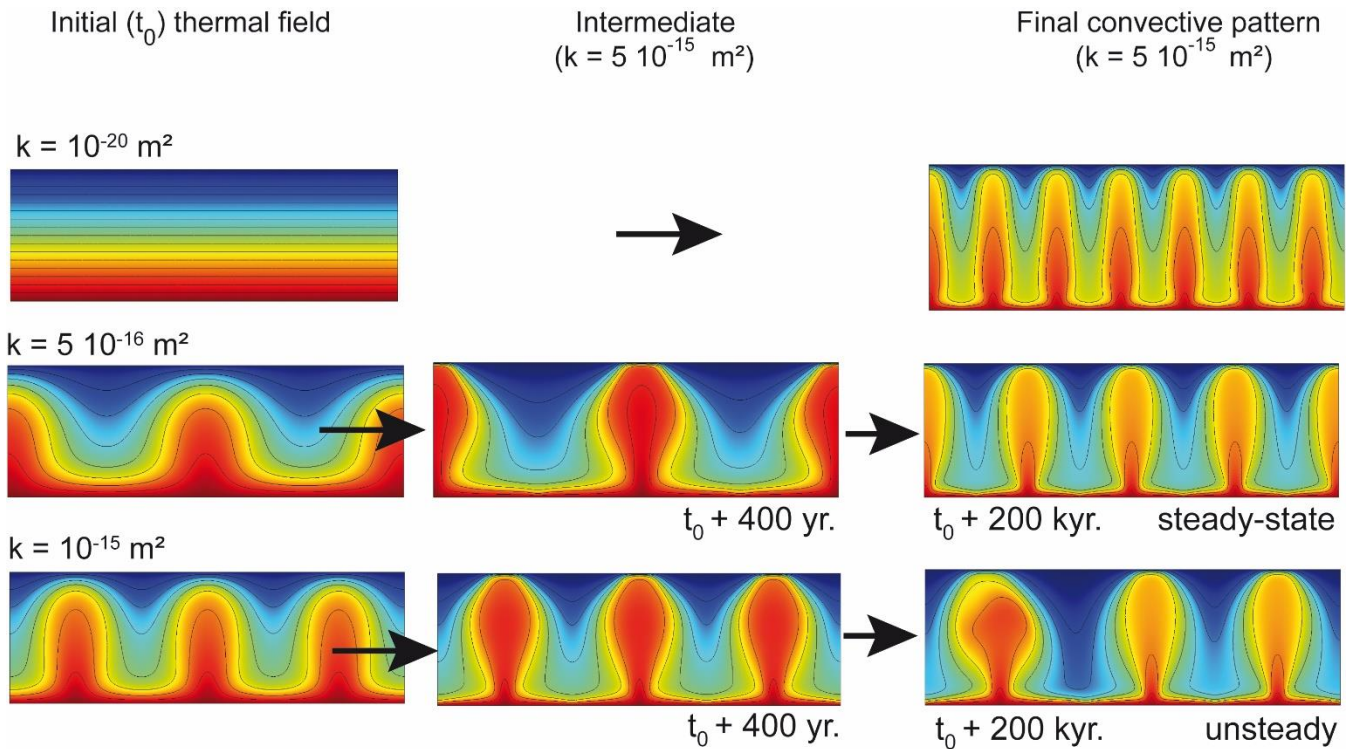 Initial (t₀) thermal field
Intermediate
(k = 5 10⁻¹⁵ m²)
Final convective pattern
(k = 5 10⁻¹⁵ m²)
k = 10⁻²⁰ m²
k = 5 10⁻¹⁶ m²
t₀ + 400 yr.
t₀ + 200 kyr. steady-state
k = 10⁻¹⁵ m²
t₀ + 400 yr.
t₀ + 200 kyr. unsteady